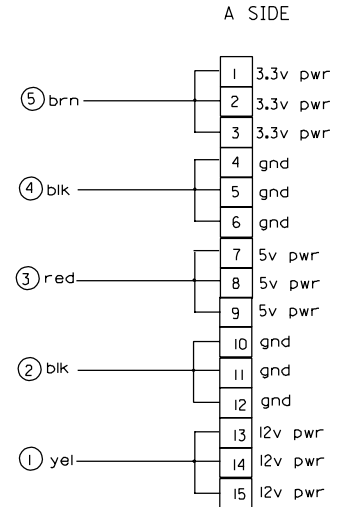 A SIDE
1 3.3v pwr
5 brn 2 3.3v pwr
3 3.3v pwr
4 gnd
4 blk 5 gnd
6 gnd
7 5v pwr
3 red 8 5v pwr
9 5v pwr
10 gnd
2 blk 11 gnd
12 gnd
13 12v pwr
1 yel 14 12v pwr
15 12v pwr